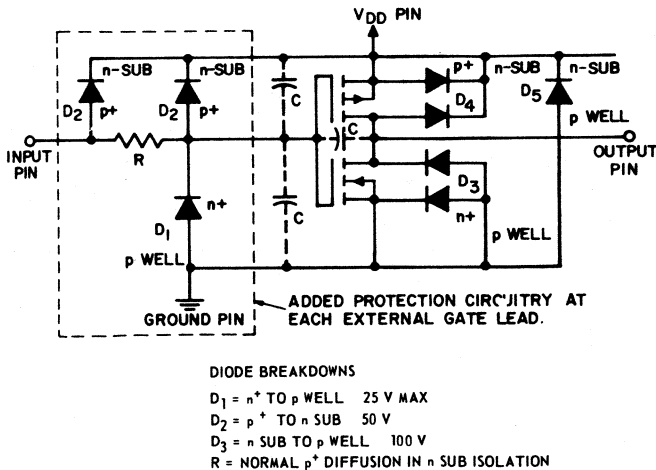 VDD PIN
n-SUB
n-SUB
p+
n-SUB
n-SUB
D2
p+
D2
p+
C
D4
D5
p WELL
INPUT
PIN
R
C
OUTPUT
PIN
n+
D1
C
D3
n+
p WELL
p WELL
GROUND PIN
ADDED PROTECTION CIRCUITRY AT
EACH EXTERNAL GATE LEAD.
DIODE BREAKDOWNS
D1 = n+ TO p WELL 25 V MAX
D2 = p+ TO n SUB 50 V
D3 = n SUB TO p WELL 100 V
R = NORMAL p+ DIFFUSION IN n SUB ISOLATION